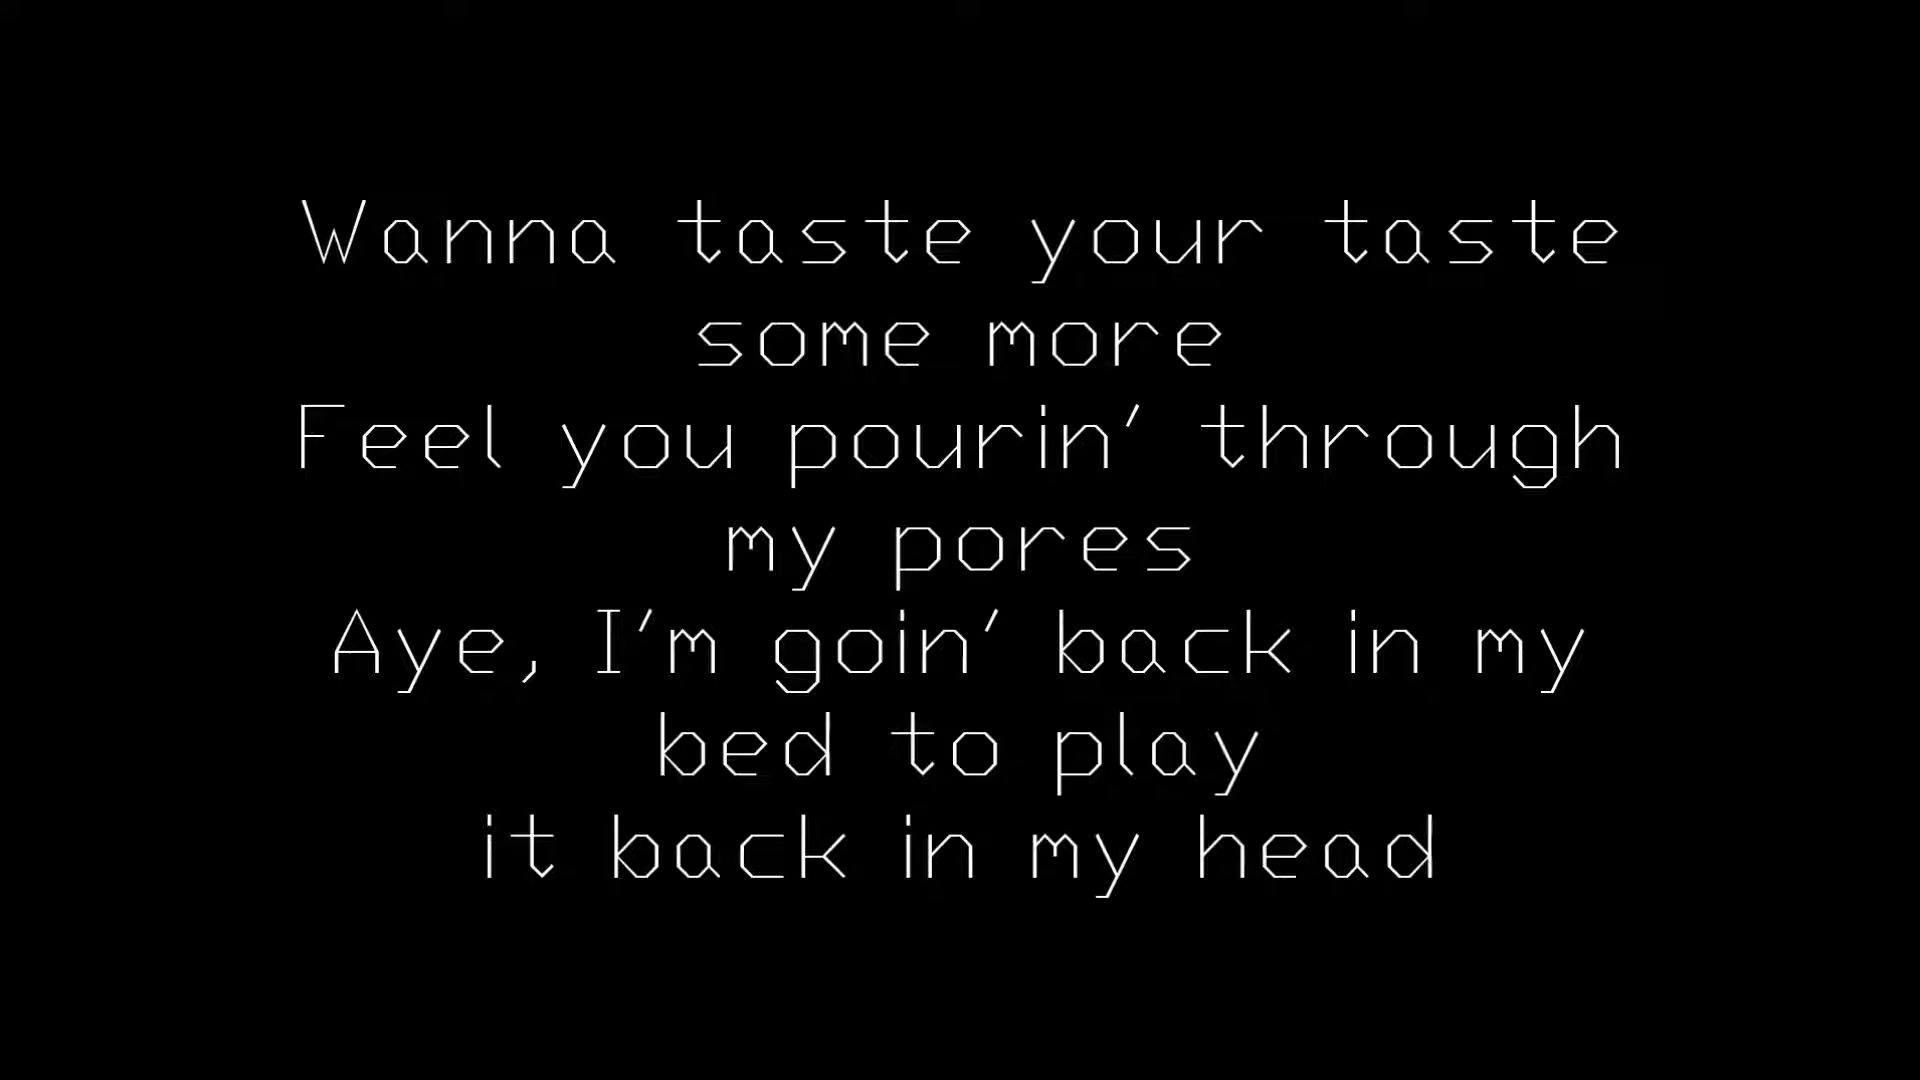 Wanna taste your taste
some more
Feel you pourin' through
my pores
Aye, I'm goin' back in my
bed to play
it back in my head